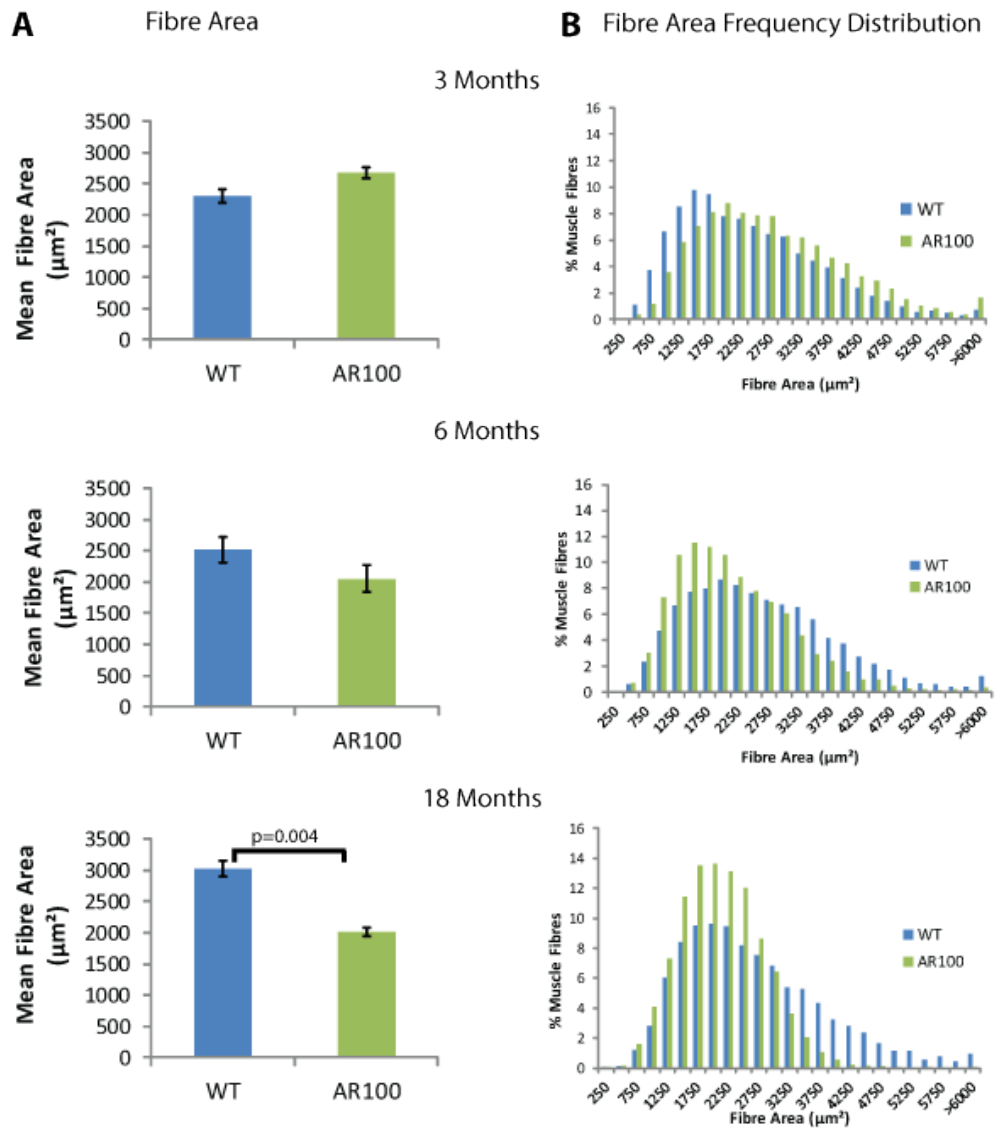 A Fibre Area
B Fibre Area Frequency Distribution
3 Months
Mean Fibre Area
(µm²)
3500
3000
2500
2000
1500
1000
500
0
WT AR100
% Muscle Fibres
16
14
12
10
8
6
4
2
0
WT
AR100
250 750 1250 1750 2250 2750 3250 3750 4250 4750 5250 5750 >6000
Fibre Area (µm²)
6 Months
Mean Fibre Area
(µm²)
3500
3000
2500
2000
1500
1000
500
0
WT AR100
% Muscle Fibres
16
14
12
10
8
6
4
2
0
WT
AR100
250 750 1250 1750 2250 2750 3250 3750 4250 4750 5250 5750 >6000
Fibre Area (µm²)
18 Months
Mean Fibre Area
(µm²)
3500
3000
2500
2000
1500
1000
500
0
p=0.004
WT AR100
% Muscle Fibres
16
14
12
10
8
6
4
2
0
WT
AR100
250 750 1250 1750 2250 2750 3250 3750 4250 4750 5250 5750 >6000
Fibre Area (µm²)